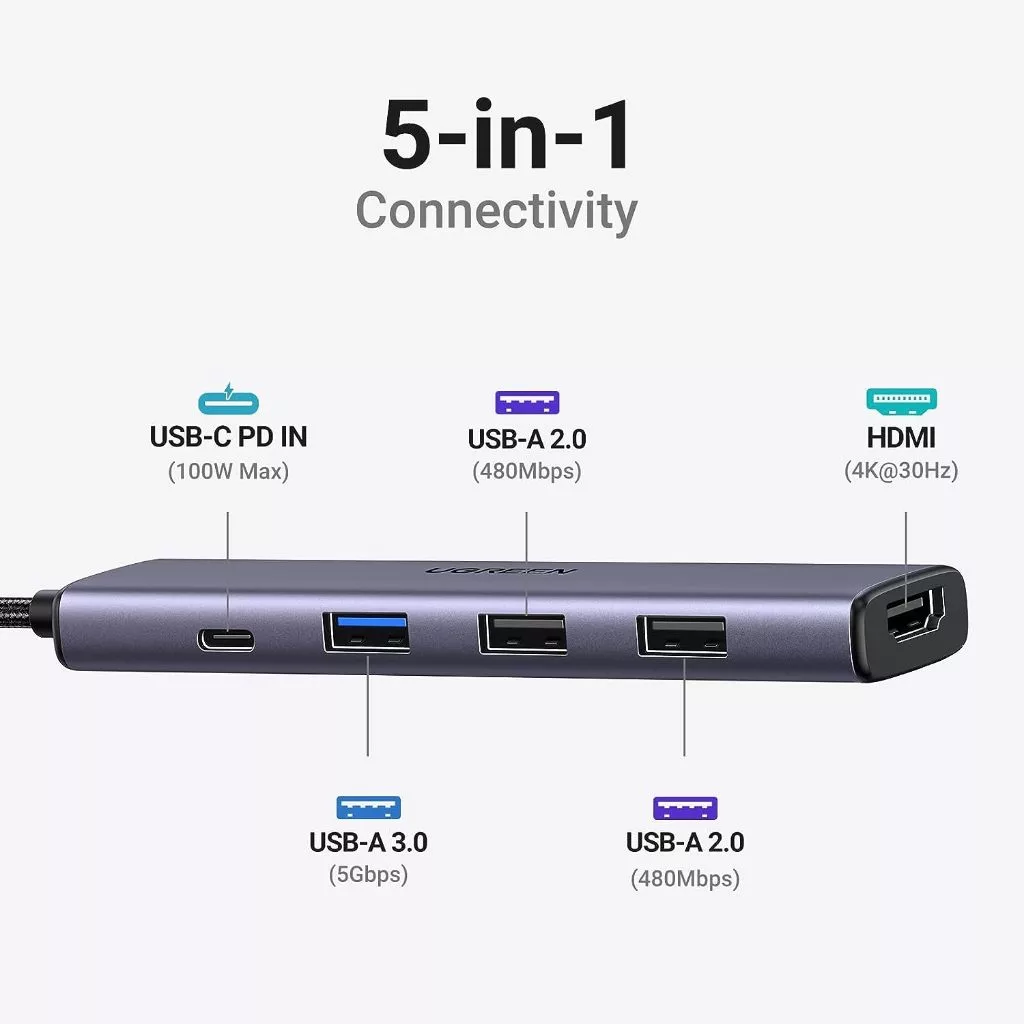 5-in-1
Connectivity
USB-C PD IN
(100W Max)
USB-A 2.0
(480Mbps)
HDMI
(4K@30Hz)
UGREEN
USB-A 3.0
(5Gbps)
USB-A 2.0
(480Mbps)